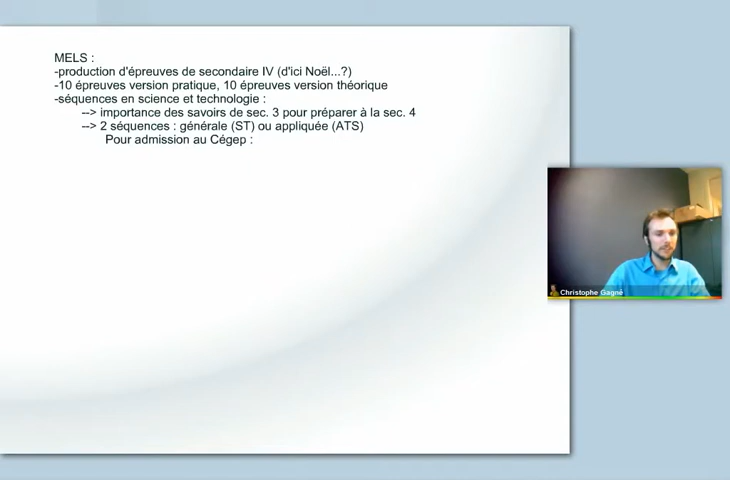 MELS :
-production d'épreuves de secondaire IV (d'ici Noël...?)
-10 épreuves version pratique, 10 épreuves version théorique
-séquences en science et technologie :
--> importance des savoirs de sec. 3 pour préparer à la sec. 4
--> 2 séquences : générale (ST) ou appliquée (ATS)
Pour admission au Cégep :
Christophe Gagné